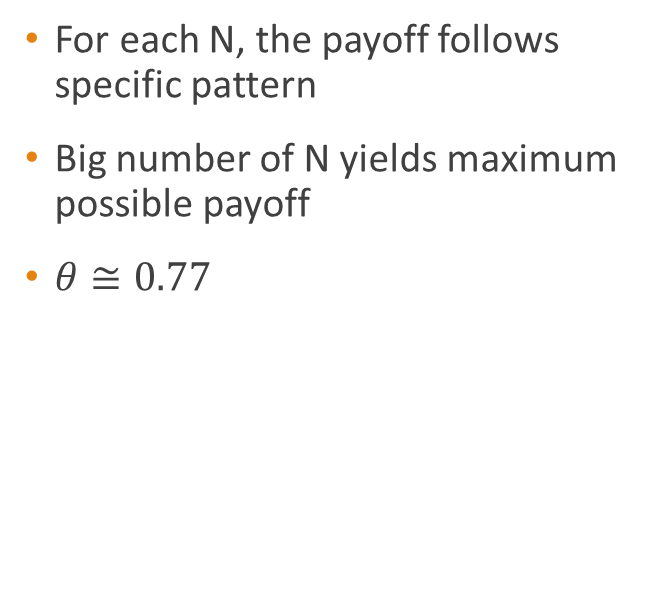 • For each N, the payoff follows
specific pattern
• Big number of N yields maximum
possible payoff
• θ ≅ 0.77